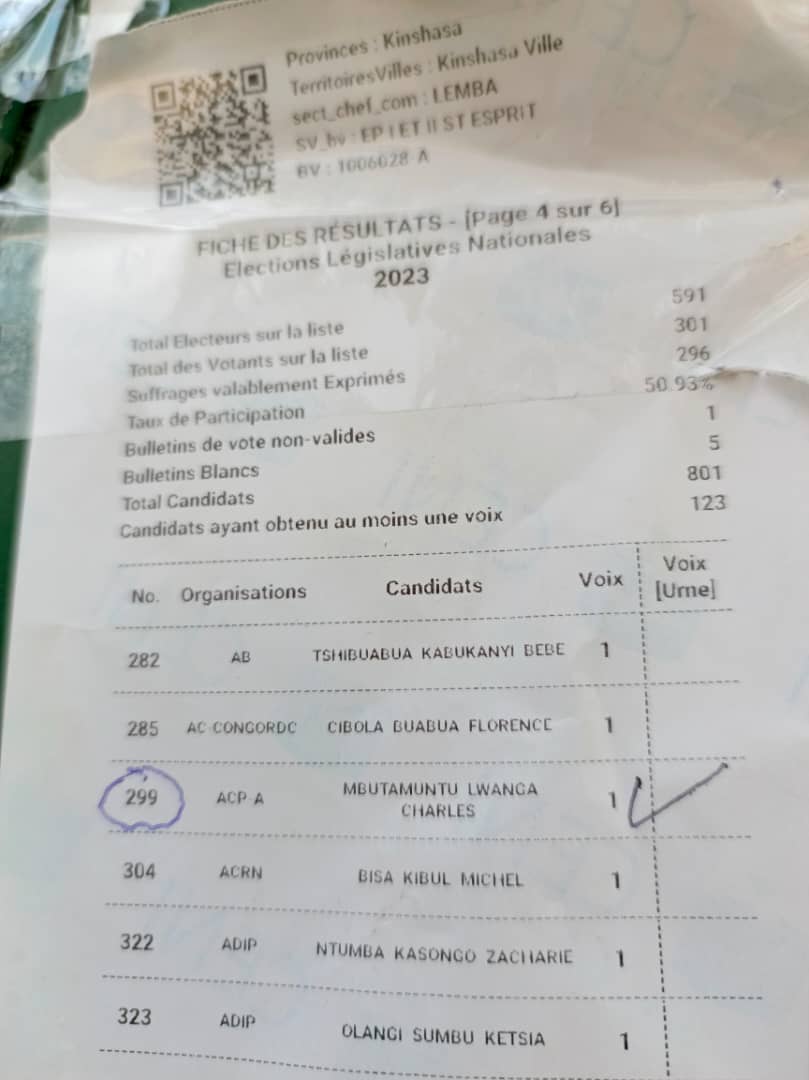 Provinces : Kinshasa
TerritoiresVilles : Kinshasa Ville
sect_chef_com : LEMBA
sv_bv : EP I ET II ST ESPRIT
BV : 1006028 A
FICHE DES RÉSULTATS - [Page 4 sur 6]
Elections Législatives Nationales
2023
Total Electeurs sur la liste 591
Total des Votants sur la liste 301
Suffrages valablement Exprimés 296
Taux de Participation 50.93%
Bulletins de vote non-valides 1
Bulletins Blancs 5
Total Candidats 801
Candidats ayant obtenu au moins une voix 123
No. Organisations Candidats Voix Voix [Urne]
282 AB TSHIBUABUA KABUKANYI BEBE 1
285 AC CONGORDC CIBOLA BUABUA FLORENCE 1
299 ACP A MBUTAMUNTU LWANGA CHARLES 1
304 ACRN BISA KIBUL MICHEL 1
322 ADIP NTUMBA KASONGO ZACHARIE 1
323 ADIP OLANGI SUMBU KETSIA 1